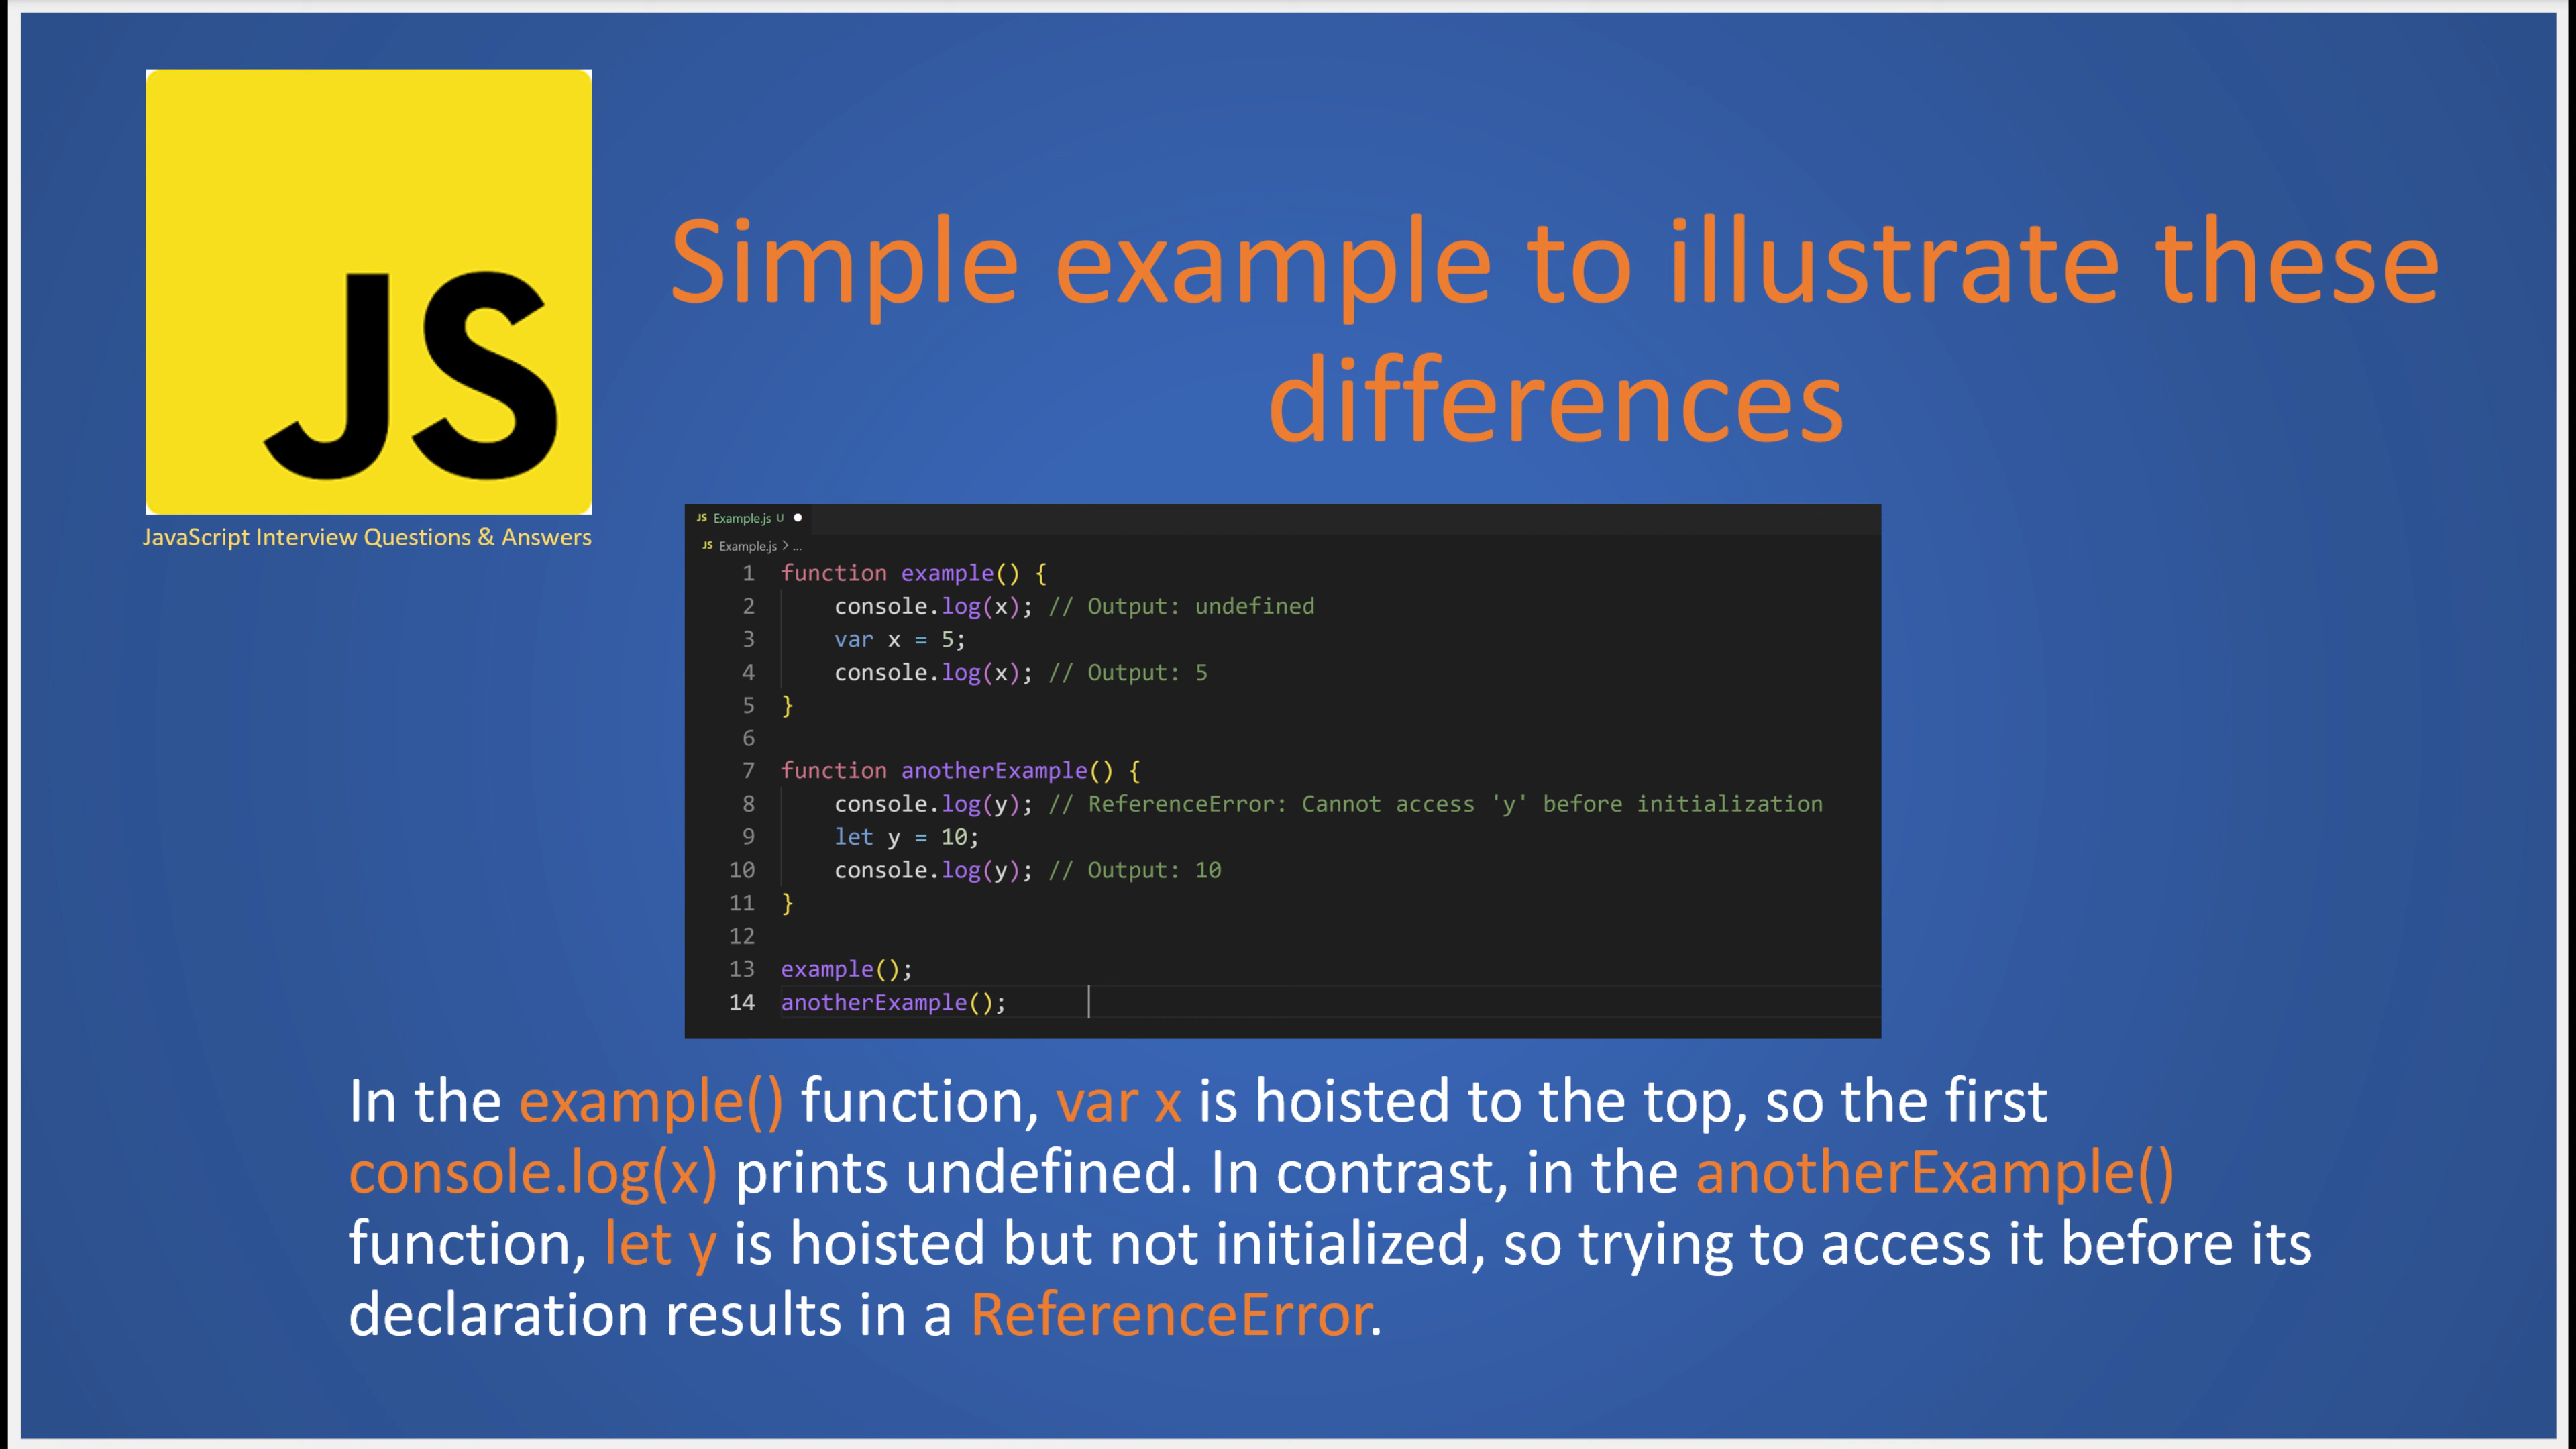 JS
JavaScript Interview Questions & Answers
Simple example to illustrate these
differences
JS Example.js U
JS Example.js > ...
1 function example() {
2 console.log(x); // Output: undefined
3 var x = 5;
4 console.log(x); // Output: 5
5 }
6
7 function anotherExample() {
8 console.log(y); // ReferenceError: Cannot access 'y' before initialization
9 let y = 10;
10 console.log(y); // Output: 10
11 }
12
13 example();
14 anotherExample();
In the example() function, var x is hoisted to the top, so the first
console.log(x) prints undefined. In contrast, in the anotherExample()
function, let y is hoisted but not initialized, so trying to access it before its
declaration results in a ReferenceError.